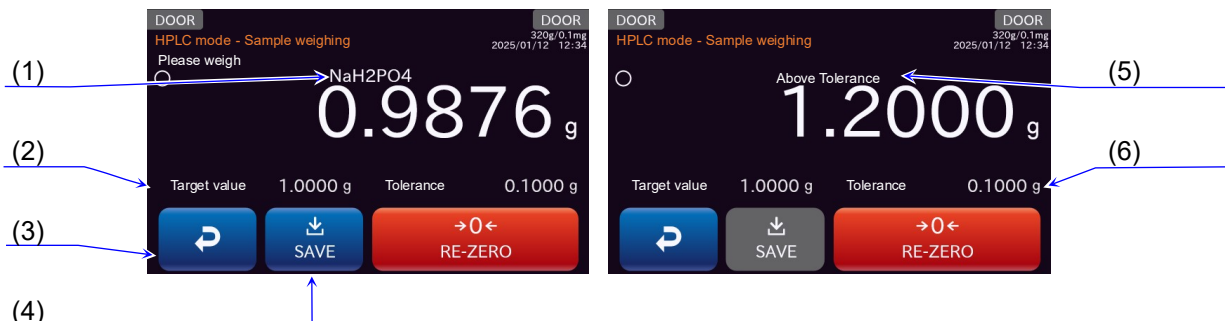 DOOR DOOR
HPLC mode - Sample weighing 320g/0.1mg
2025/01/12 12:34
Please weigh
(1)
NaH2PO4
0.9876 g
(2)
Target value 1.0000 g Tolerance 0.1000 g
(3)
SAVE
→0←
RE-ZERO
(4)
DOOR DOOR
HPLC mode - Sample weighing 320g/0.1mg
2025/01/12 12:34
Above Tolerance
(5)
1.2000 g
(6)
Target value 1.0000 g Tolerance 0.1000 g
SAVE
→0←
RE-ZERO